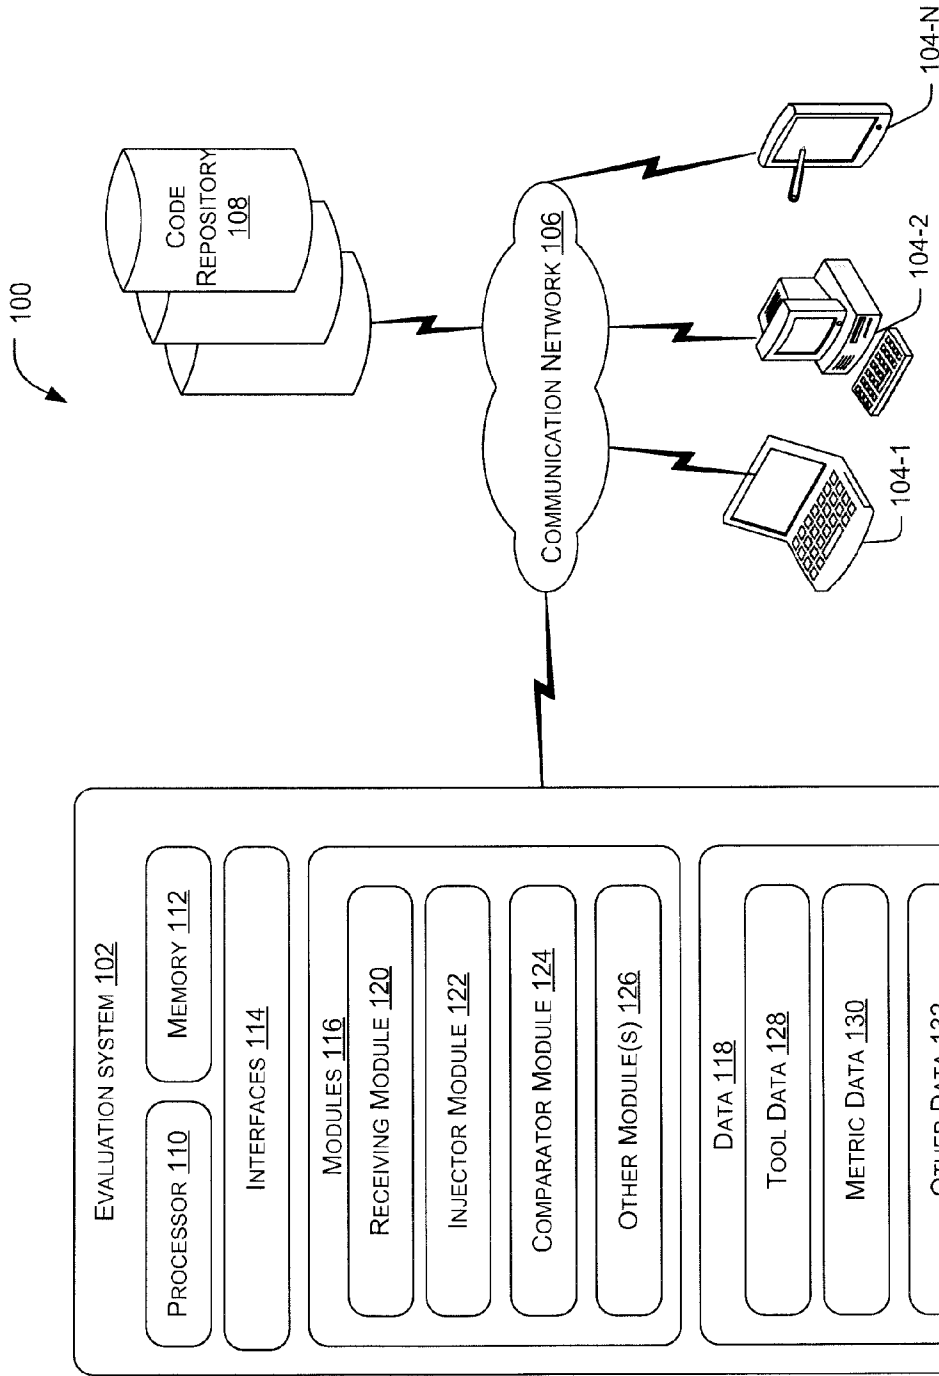 100
EVALUATION SYSTEM 102
PROCESSOR 110
MEMORY 112
INTERFACES 114
MODULES 116
RECEIVING MODULE 120
INJECTOR MODULE 122
COMPARATOR MODULE 124
OTHER MODULE(S) 126
DATA 118
TOOL DATA 128
METRIC DATA 130
CODE
REPOSITORY
108
COMMUNICATION NETWORK 106
104-1
104-2
104-N